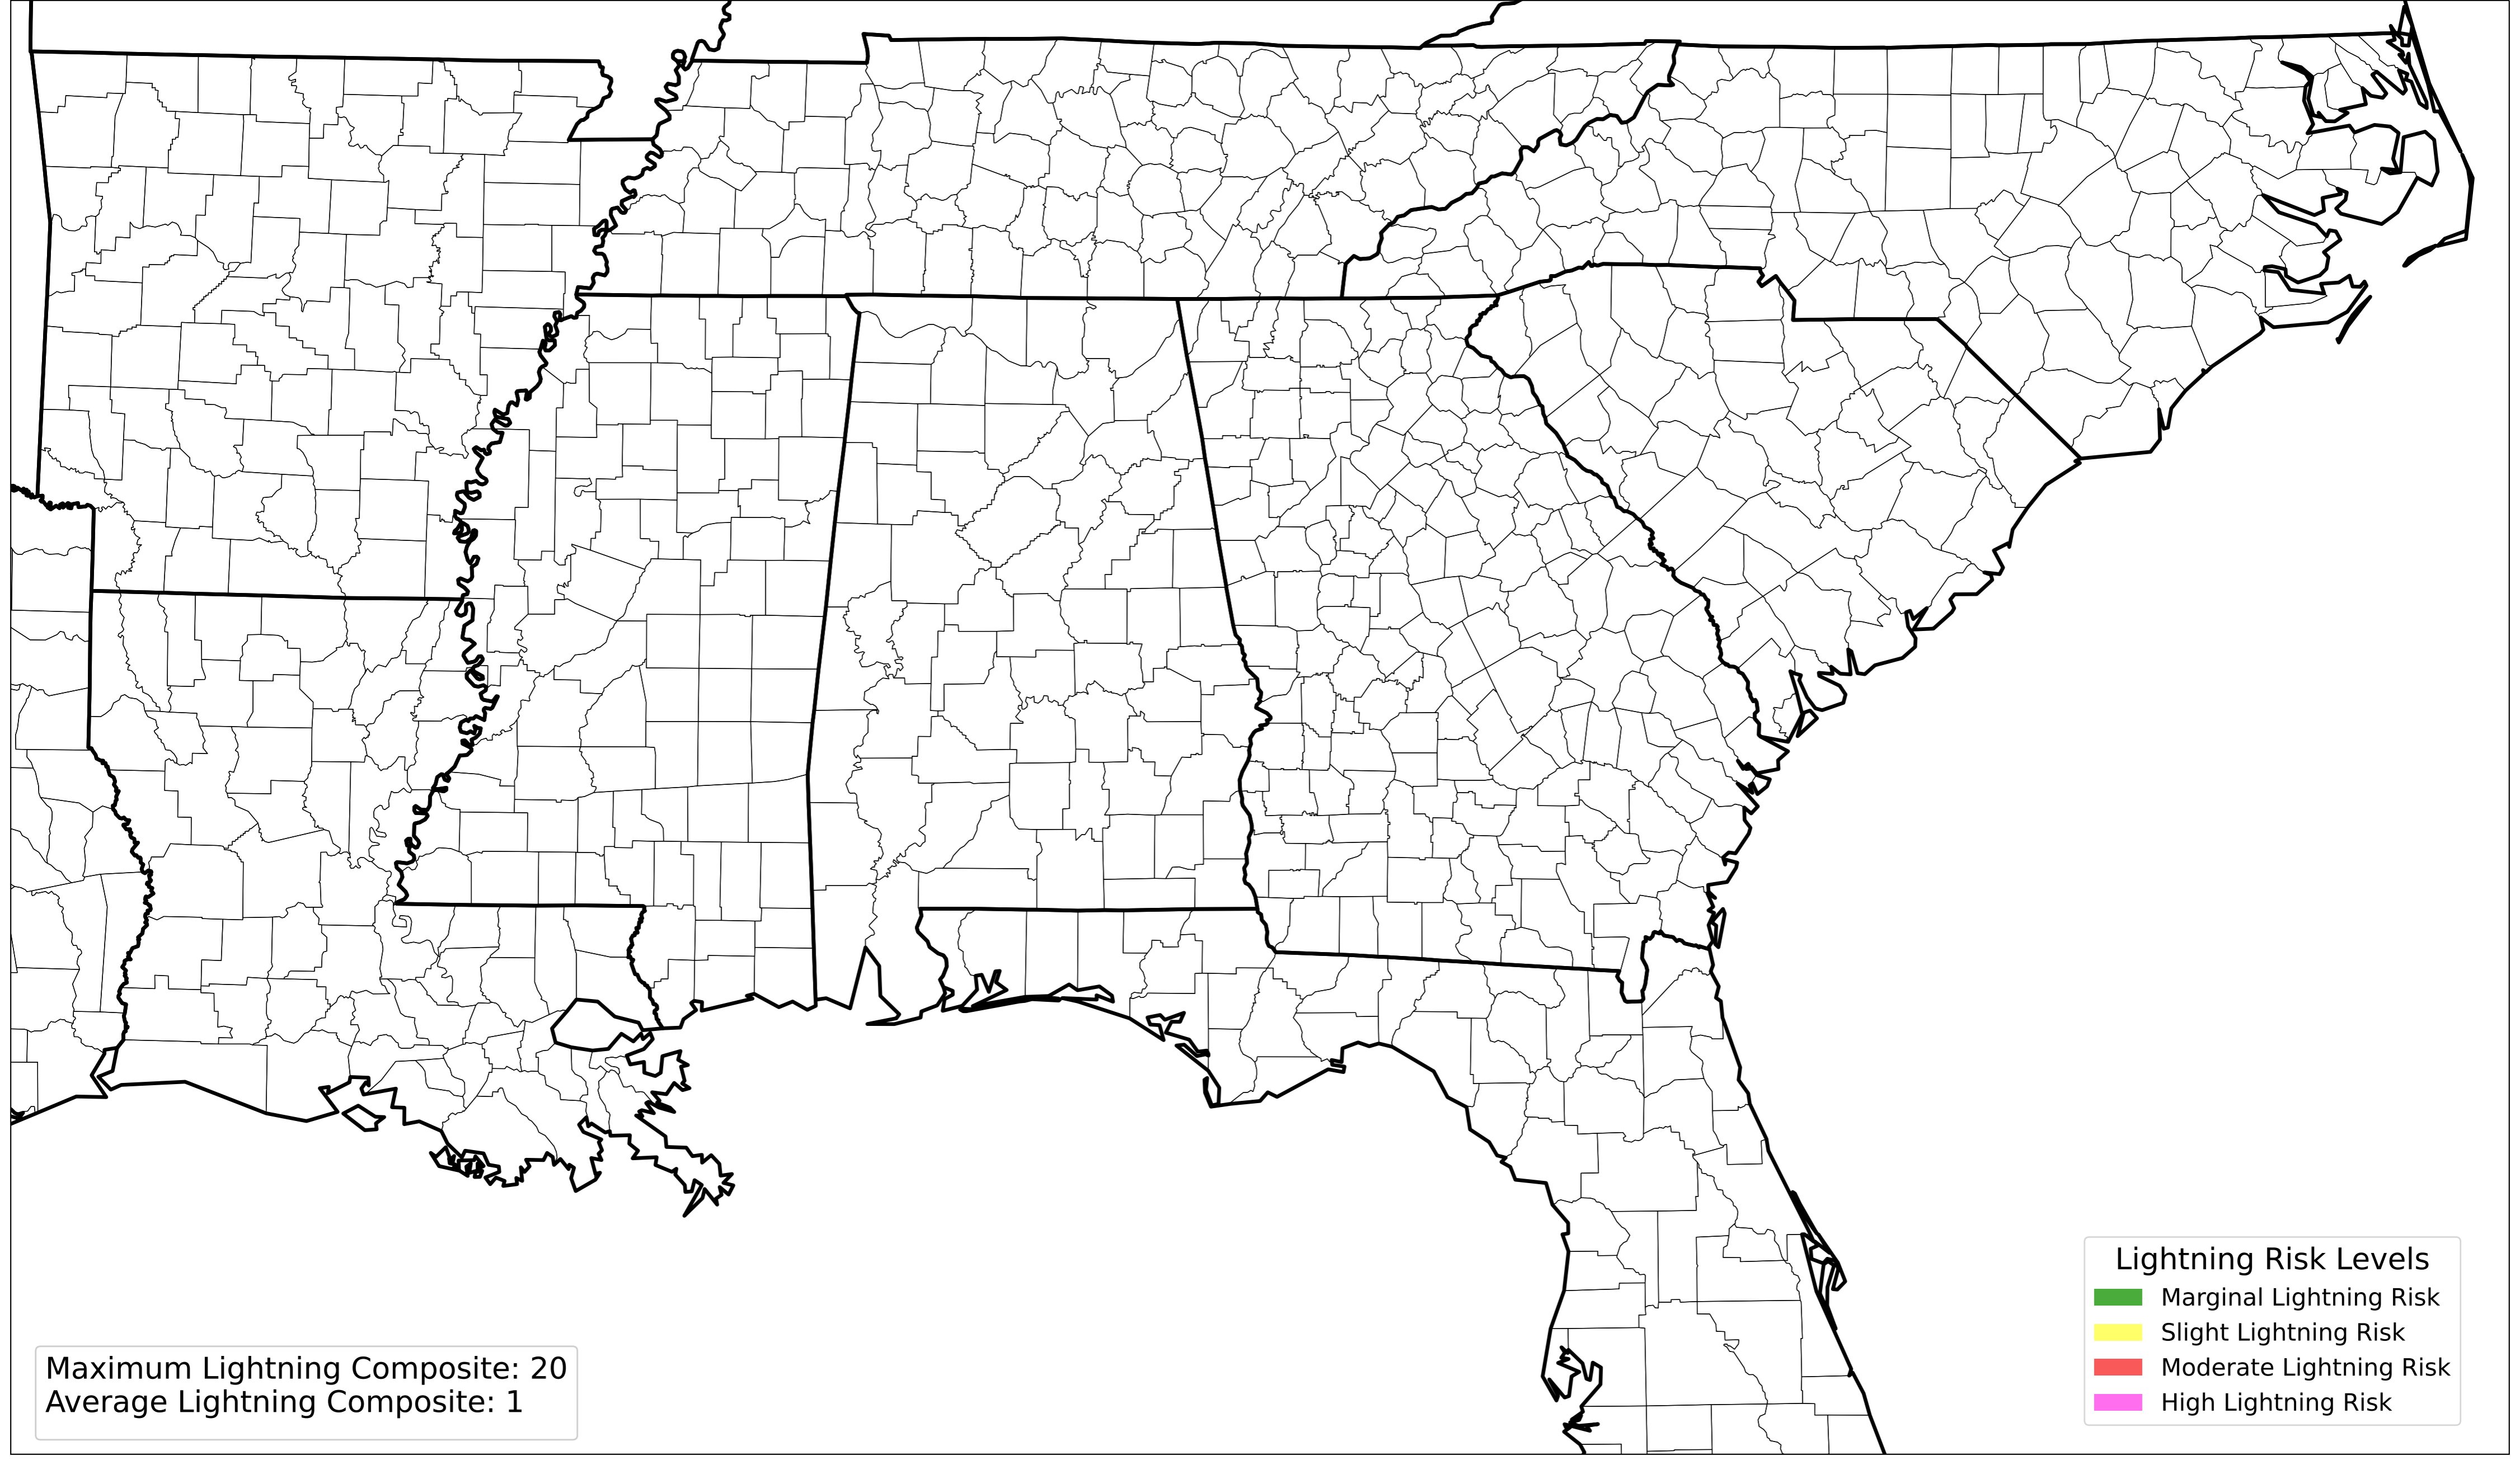 Lightning Risk Levels
Marginal Lightning Risk
Slight Lightning Risk
Moderate Lightning Risk
High Lightning Risk
Maximum Lightning Composite: 20
Average Lightning Composite: 1